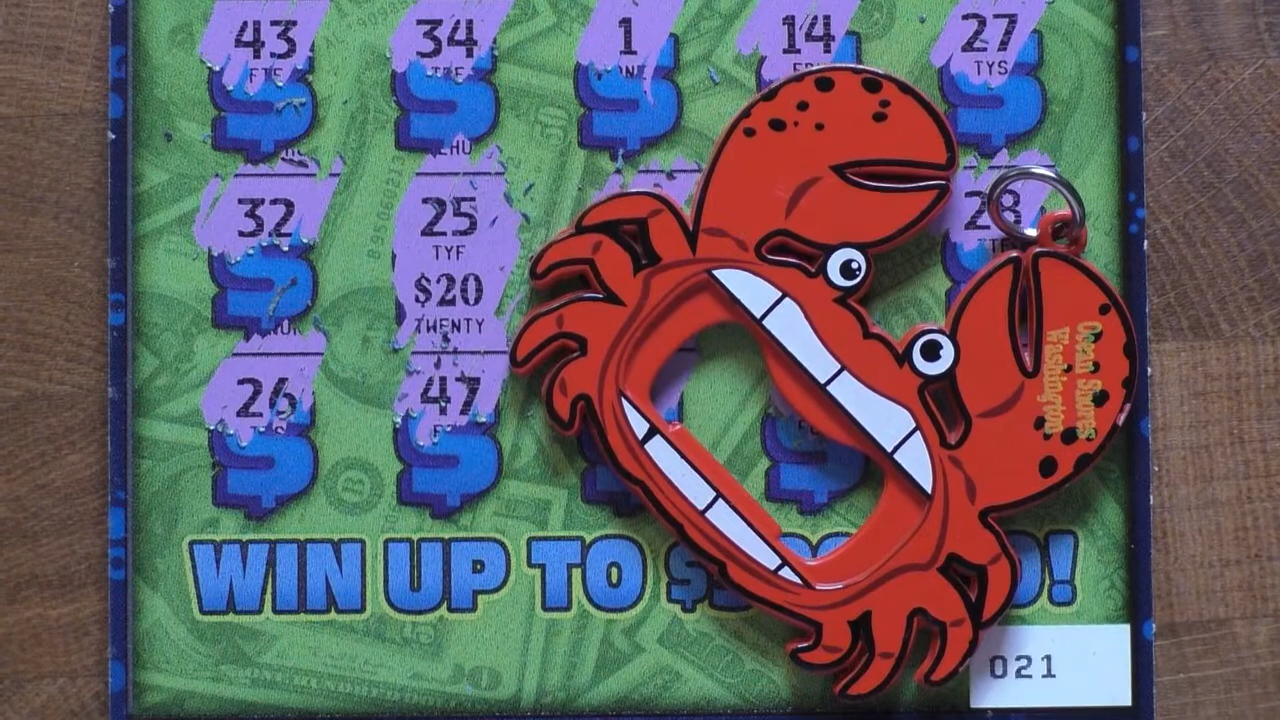 43 34 1 14 27
TYS
32 25 28
TYF
$20
TWENTY
26 47
WIN UP TO
Ocean Shores
Washington
021